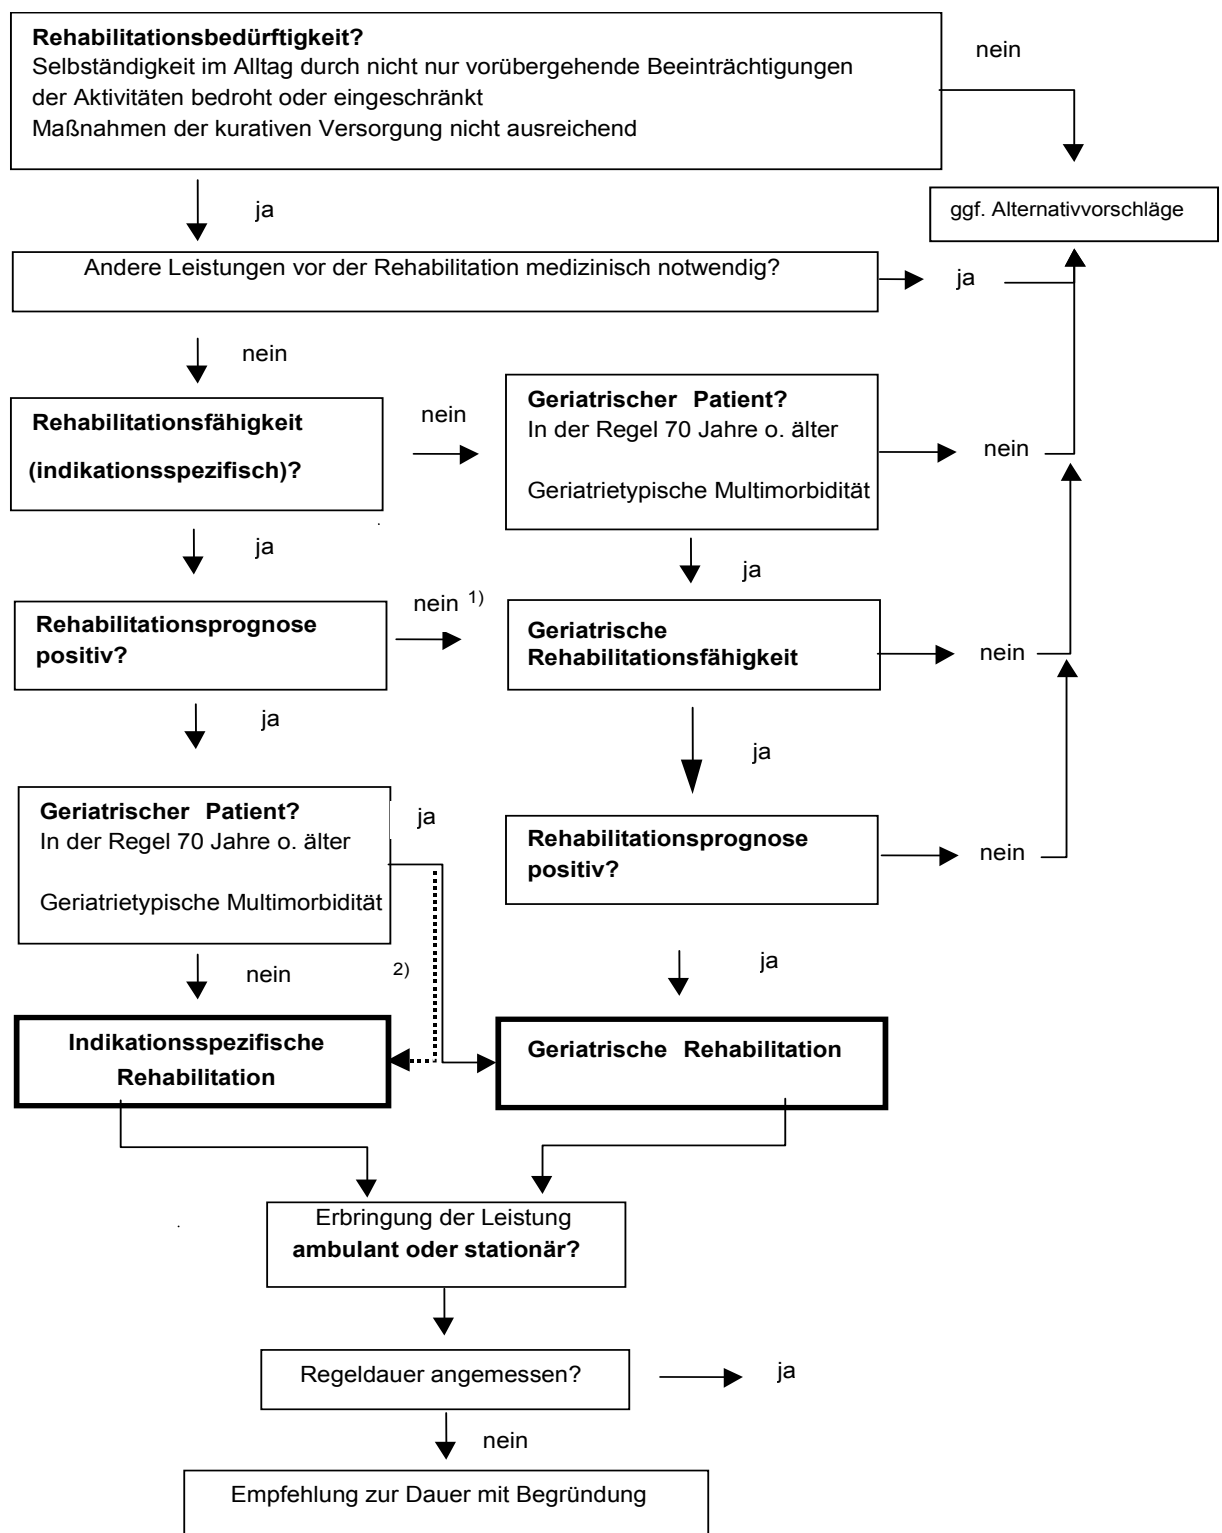 Rehabilitationsbedürftigkeit?
Selbständigkeit im Alltag durch nicht nur vorübergehende Beeinträchtigungen
der Aktivitäten bedroht oder eingeschränkt
Maßnahmen der kurativen Versorgung nicht ausreichend
nein
ja
ggf. Alternativvorschläge
Andere Leistungen vor der Rehabilitation medizinisch notwendig?
ja
nein
Rehabilitationsfähigkeit
(indikationsspezifisch)?
nein
Geriatrischer Patient?
In der Regel 70 Jahre o. älter
Geriatrietypische Multimorbidität
nein
ja
ja
Rehabilitationsprognose
positiv?
nein 1)
Geriatrische
Rehabilitationsfähigkeit
nein
ja
ja
Geriatrischer Patient?
In der Regel 70 Jahre o. älter
Geriatrietypische Multimorbidität
ja
Rehabilitationsprognose
positiv?
nein
nein
2)
ja
Indikationsspezifische
Rehabilitation
Geriatrische Rehabilitation
Erbringung der Leistung
ambulant oder stationär?
Regeldauer angemessen?
ja
nein
Empfehlung zur Dauer mit Begründung